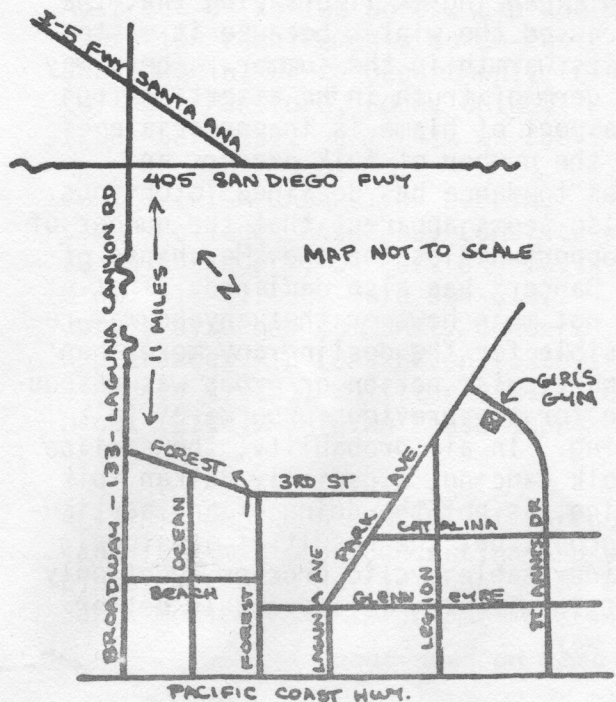 I-5 FWY SANTA ANA
405 SAN DIEGO FWY
MAP NOT TO SCALE
N
11 MILES
BROADWAY - 133 - LAGUNA CANYON RD
GIRL'S
GYM
FOREST
3RD ST
PARK AVE.
CATALINA
OCEAN
BEACH
FOREST
LAGUNA AVE
GLENNEYRE
LEGION
ST. ANN'S DR
PACIFIC COAST HWY.